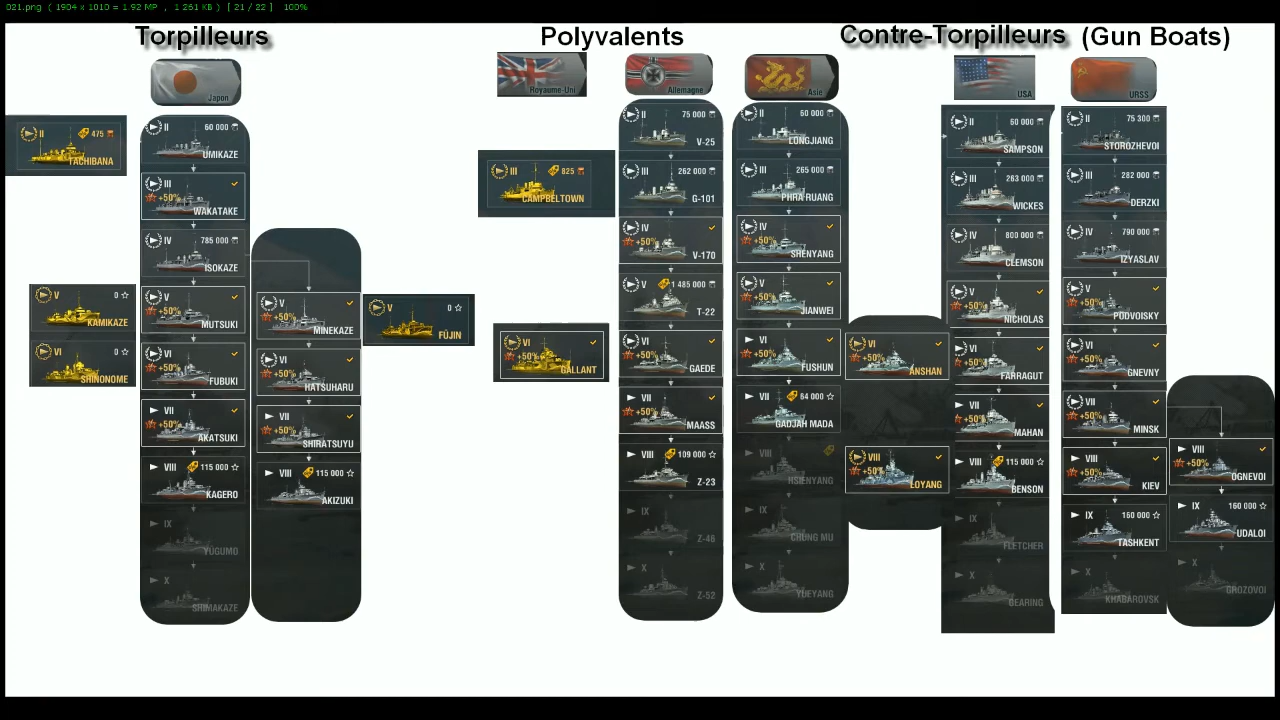 021.png ( 1904 x 1010 = 1.92 MP , 1 261 KB ) [ 21 / 22 ] 100%
Torpilleurs
Polyvalents
Contre-Torpilleurs (Gun Boats)
Japon
Royaume-Uni
Allemagne
Asie
USA
URSS
II 475
TACHIBANA
V 0
KAMIKAZE
VI 0
SHINONOME
II 60 000
UMIKAZE
III
+50%
WAKATAKE
IV 785 000
ISOKAZE
V
+50%
MUTSUKI
VI
+50%
FUBUKI
VII
+50%
AKATSUKI
VIII 115 000
KAGERO
IX
YUGUMO
X
SHIMAKAZE
V
+50%
MINEKAZE
VI
+50%
HATSUHARU
VII
+50%
SHIRATSUYU
VIII 115 000
AKIZUKI
V 0
FŪJIN
III 825
CAMPBELTOWN
VI
+50%
GALLANT
II 75 000
V-25
III 262 000
G-101
IV
+50%
V-170
V 1 485 000
T-22
VI
+50%
GAEDE
VII
+50%
MAASS
VIII 109 000
Z-23
IX
Z-46
X
Z-52
II 60 000
LONGJIANG
III 265 000
PHRA RUANG
IV
+50%
SHENYANG
V
+50%
JIANWEI
VI
+50%
FUSHUN
VII 64 000
GADJAH MADA
VIII
HSIENYANG
IX
CHUNG MU
X
YUEYANG
VI
+50%
ANSHAN
VIII
+50%
LOYANG
II 60 000
SAMPSON
III 263 000
WICKES
IV 800 000
CLEMSON
V
+50%
NICHOLAS
VI
+50%
FARRAGUT
VII
+50%
MAHAN
VIII 115 000
BENSON
IX
FLETCHER
X
GEARING
II 75 300
STOROZHEVOI
III 282 000
DERZKI
IV 790 000
IZYASLAV
V
+50%
PODVOISKY
VI
+50%
GNEVNY
VII
+50%
MINSK
VIII
+50%
KIEV
IX 160 000
TASHKENT
X
KHABAROVSK
VIII
+50%
OGNEVOI
IX 160 000
UDALOI
X
GROZOVOI